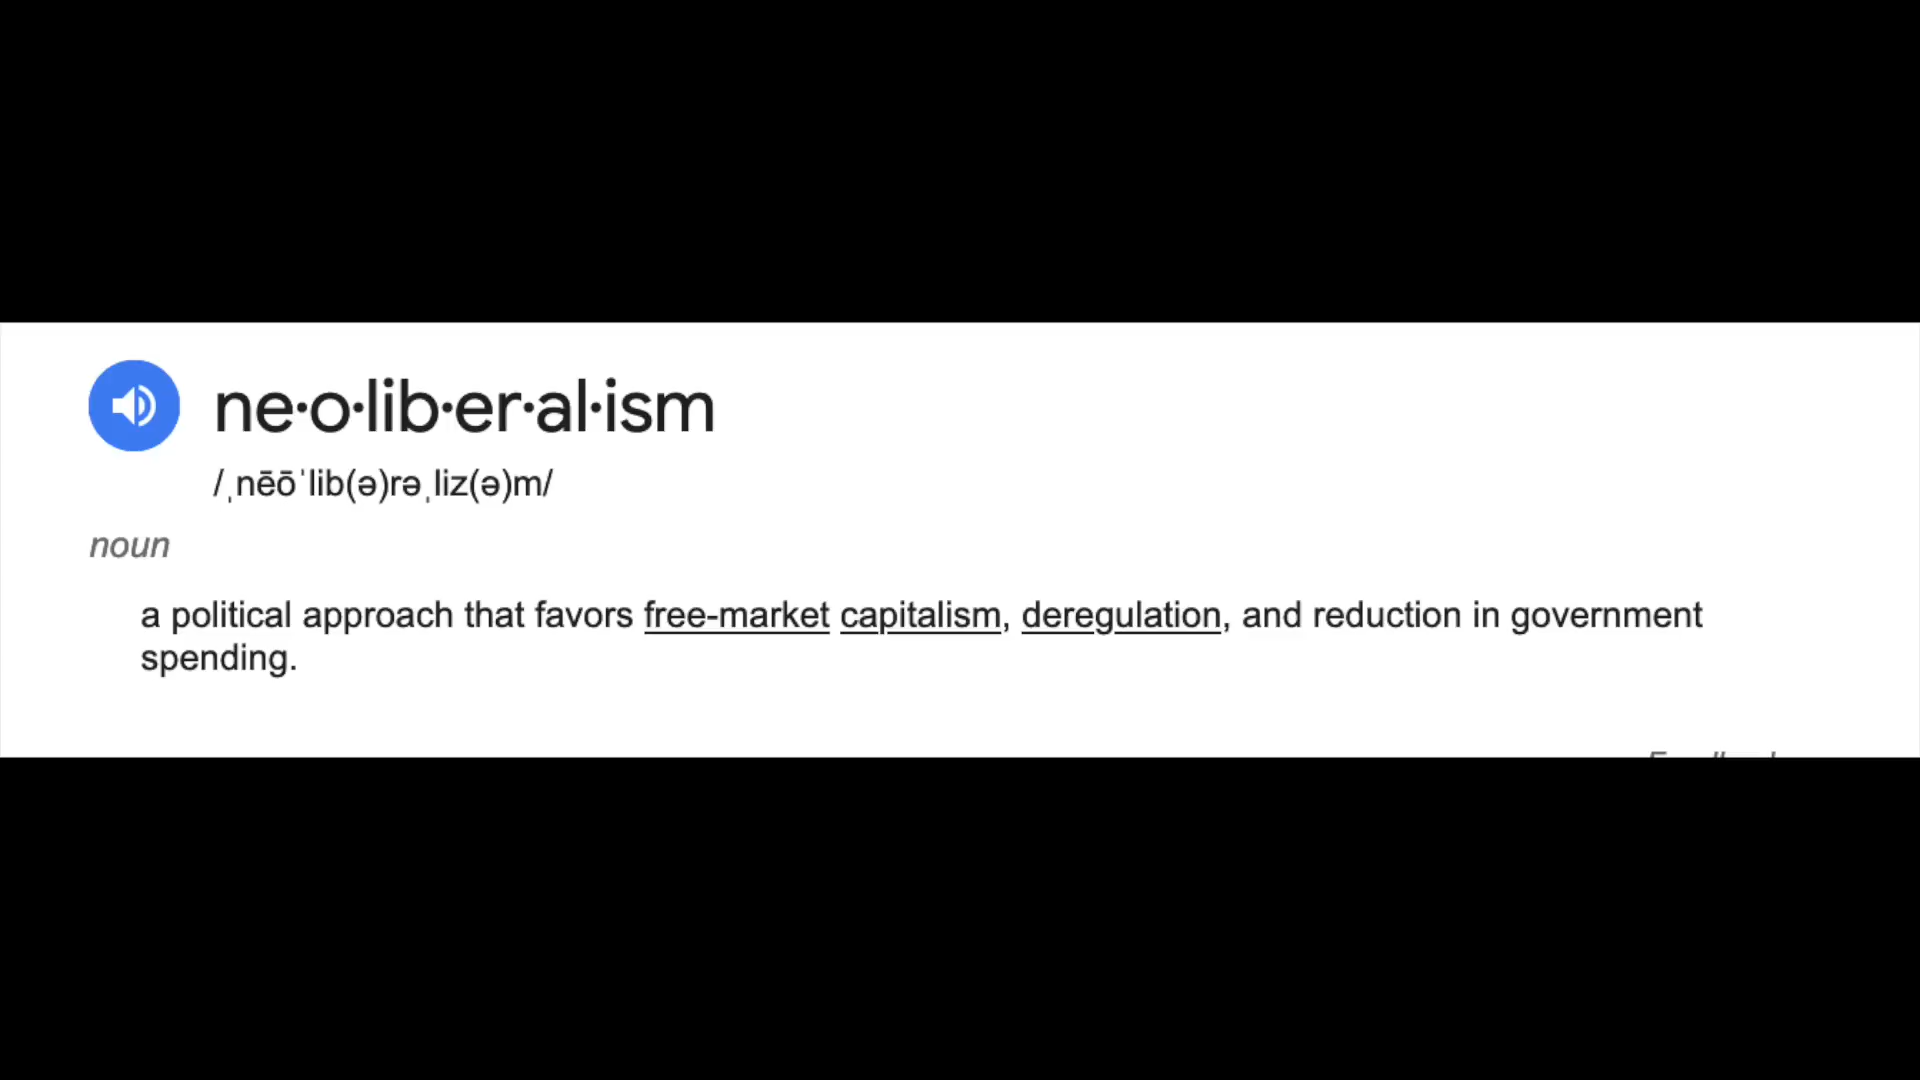 ne·o·lib·er·al·ism
/ˌnēōˈlib(ə)rəˌliz(ə)m/
noun
a political approach that favors free-market capitalism, deregulation, and reduction in government
spending.